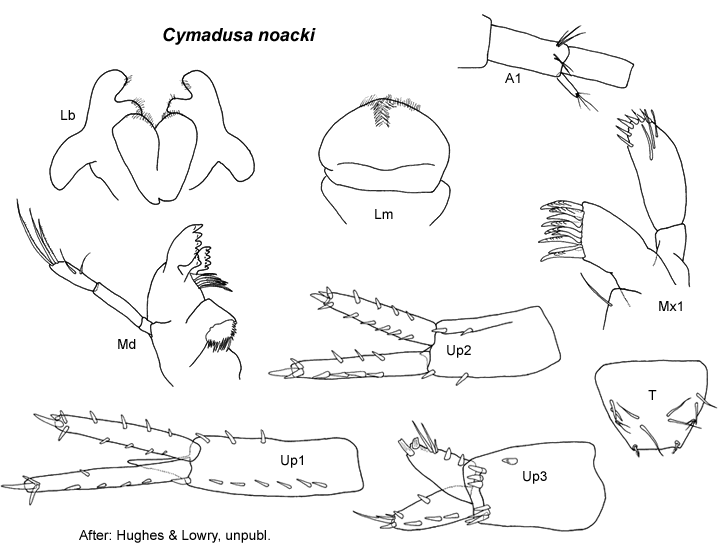 Cymadusa noacki
A1
Lb
Lm
Mx1
Md
Up2
T
Up1
Up3
After: Hughes & Lowry, unpubl.